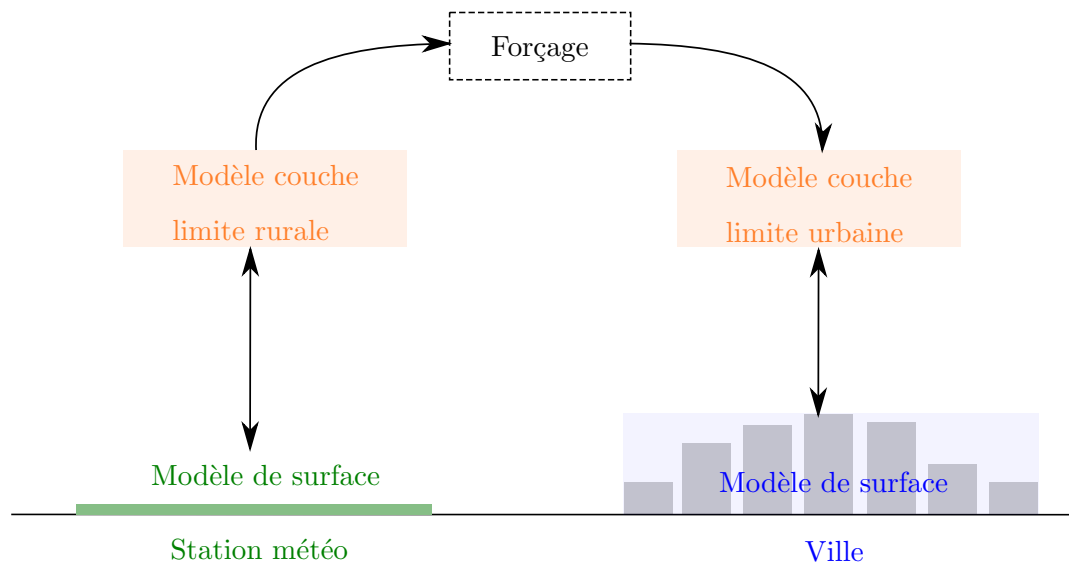 Forçage
Modèle couche
limite rurale
Modèle couche
limite urbaine
Modèle de surface
Modèle de surface
Station météo
Ville